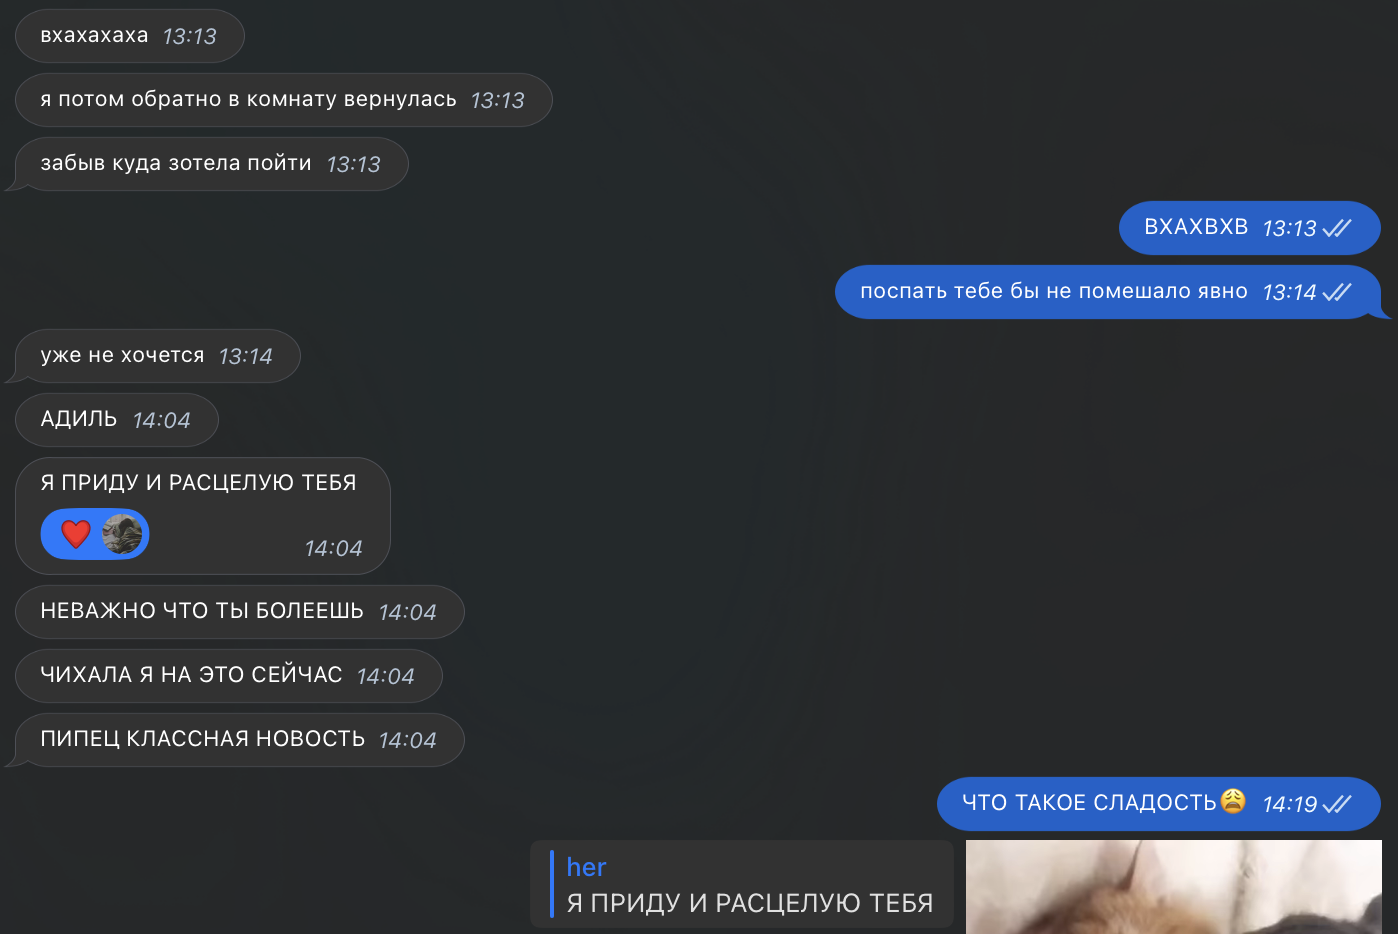 вхахахаха 13:13
я потом обратно в комнату вернулась 13:13
забыв куда зотела пойти 13:13
ВХАХВХВ 13:13
поспать тебе бы не помешало явно 13:14
уже не хочется 13:14
АДИЛЬ 14:04
Я ПРИДУ И РАСЦЕЛУЮ ТЕБЯ
❤️ 14:04
НЕВАЖНО ЧТО ТЫ БОЛЕЕШЬ 14:04
ЧИХАЛА Я НА ЭТО СЕЙЧАС 14:04
ПИПЕЦ КЛАССНАЯ НОВОСТЬ 14:04
ЧТО ТАКОЕ СЛАДОСТЬ😩 14:19
her
Я ПРИДУ И РАСЦЕЛУЮ ТЕБЯ